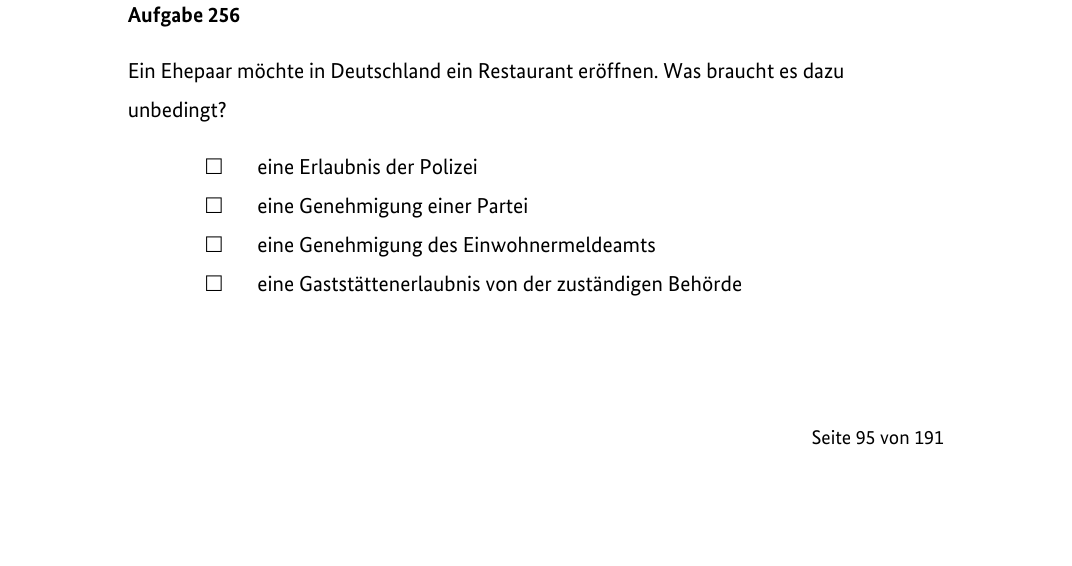 Aufgabe 256
Ein Ehepaar möchte in Deutschland ein Restaurant eröffnen. Was braucht es dazu
unbedingt?
☐ eine Erlaubnis der Polizei
☐ eine Genehmigung einer Partei
☐ eine Genehmigung des Einwohnermeldeamts
☐ eine Gaststättenerlaubnis von der zuständigen Behörde
Seite 95 von 191